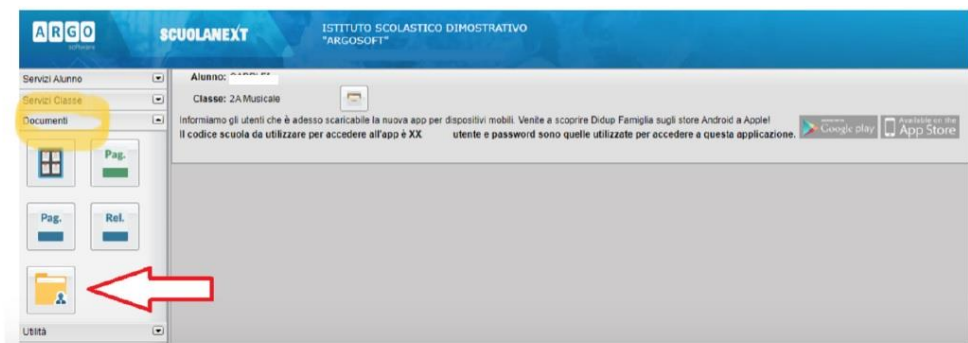 ARGO
software
SCUOLANEXT
ISTITUTO SCOLASTICO DIMOSTRATIVO
"ARGOSOFT"
Servizi Alunno
Servizi Classe
Documenti
Pag.
Pag.
Rel.
Utilità
Alunno:
Classe: 2A Musicale
Informiamo gli utenti che è adesso scaricabile la nuova app per dispositivi mobili. Venite a scoprire Didup Famiglia sugli store Android a Apple!
Il codice scuola da utilizzare per accedere all'app è XX utente e password sono quelle utilizzate per accedere a questa applicazione.
Google play
Available on the
App Store